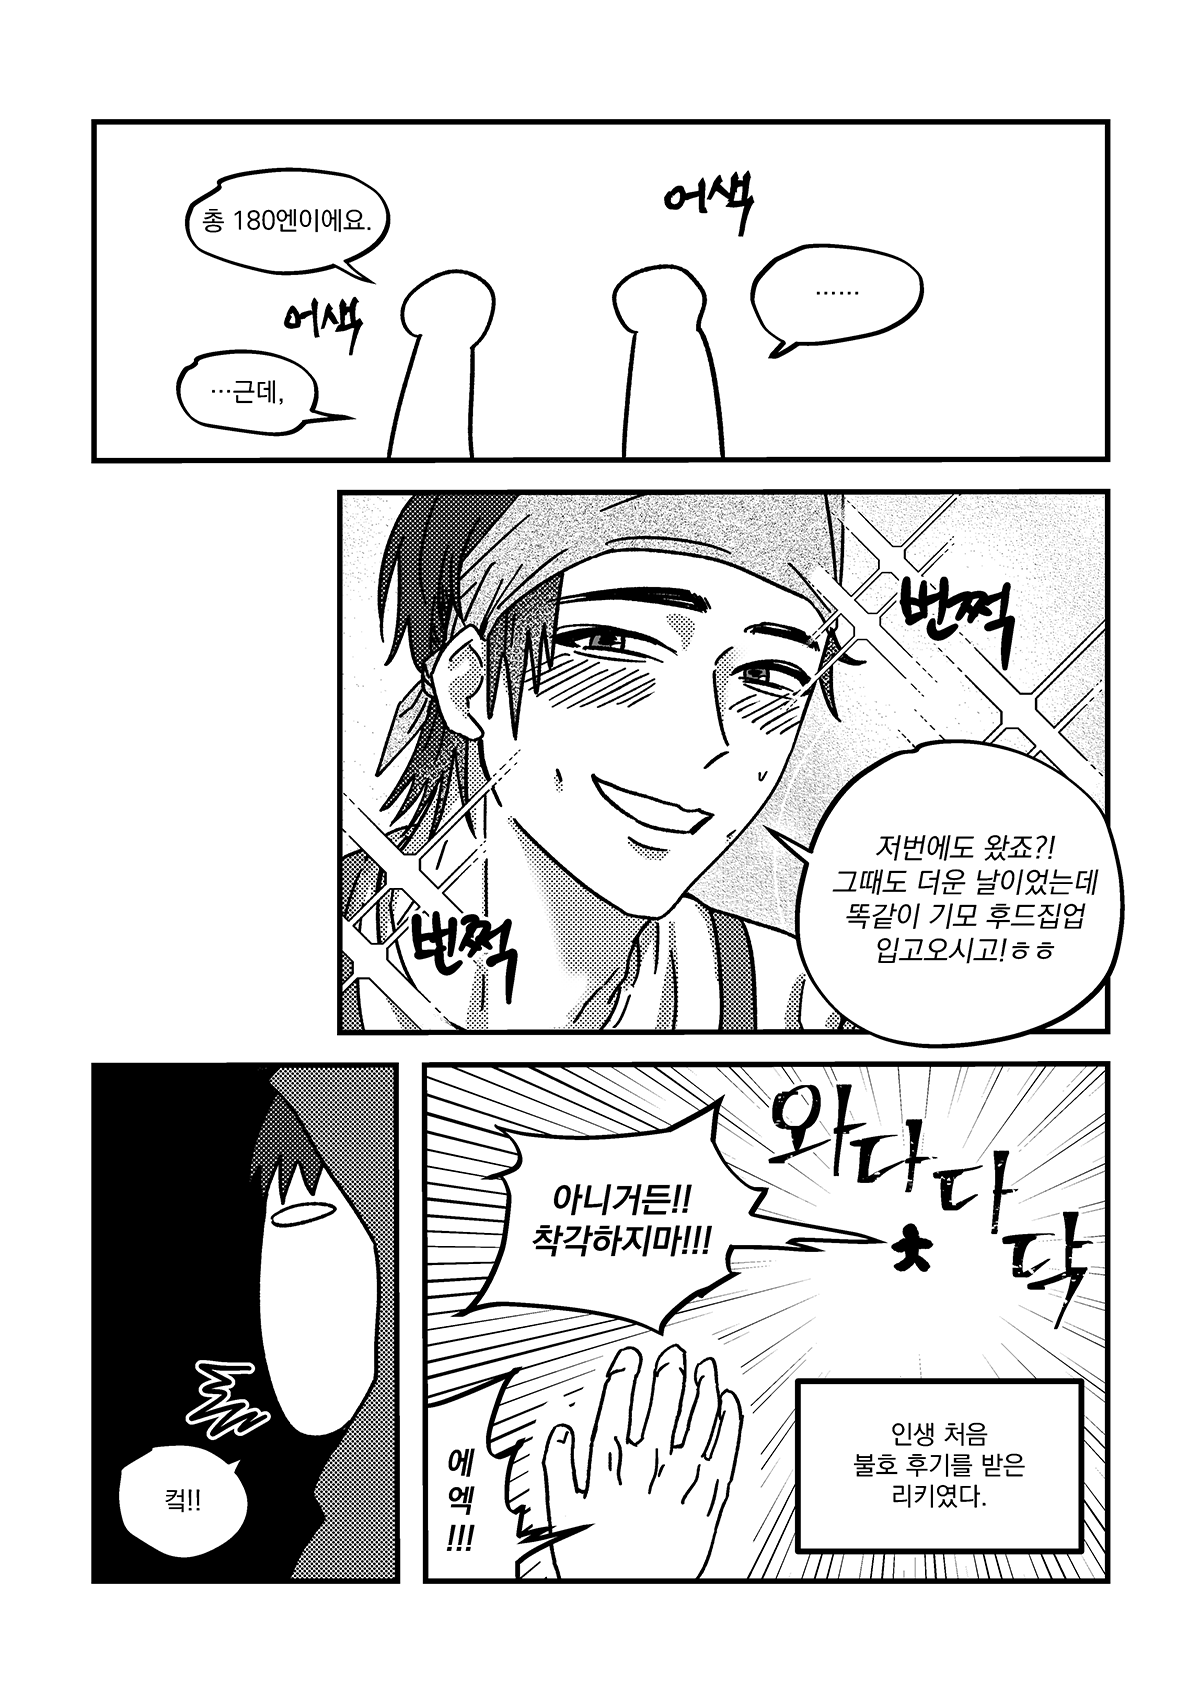 총 180엔이에요.
어색
……
어색
…근데,
번쩍
저번에도 왔죠?!
그때도 더운 날이었는데
똑같이 기모 후드집업
입고오시고!ㅎㅎ
번쩍
컥!!
와다다닥
아니거든!!
착각하지마!!!
에엑!!!
인생 처음
불호 후기를 받은
리키였다.